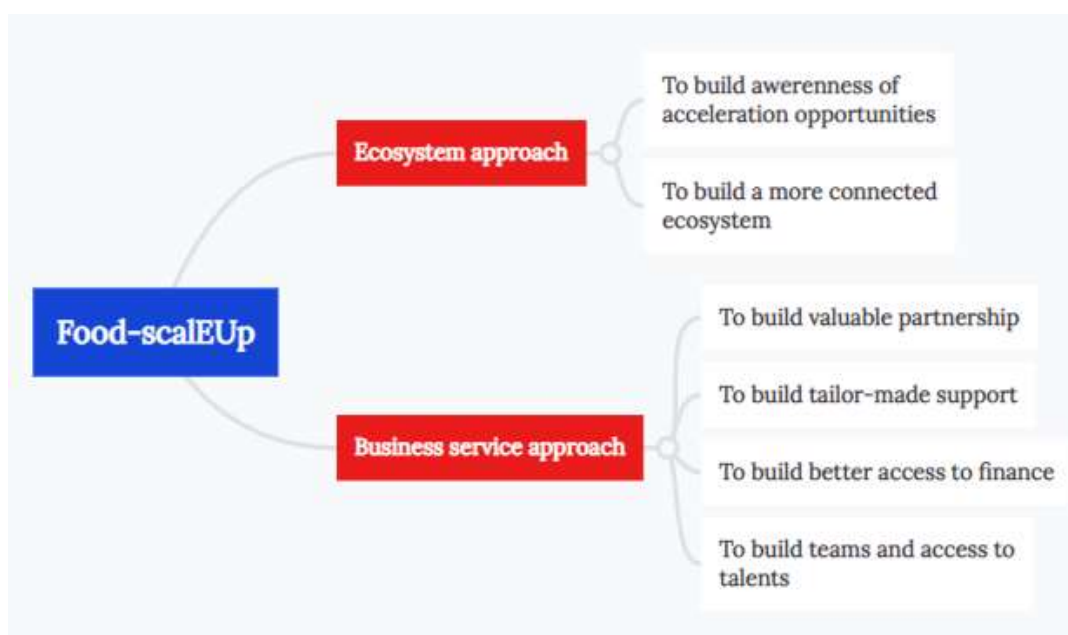 To build awerenness of
acceleration opportunities
Ecosystem approach
To build a more connected
ecosystem
Food-scalEUp
To build valuable partnership
To build tailor-made support
Business service approach
To build better access to finance
To build teams and access to
talents